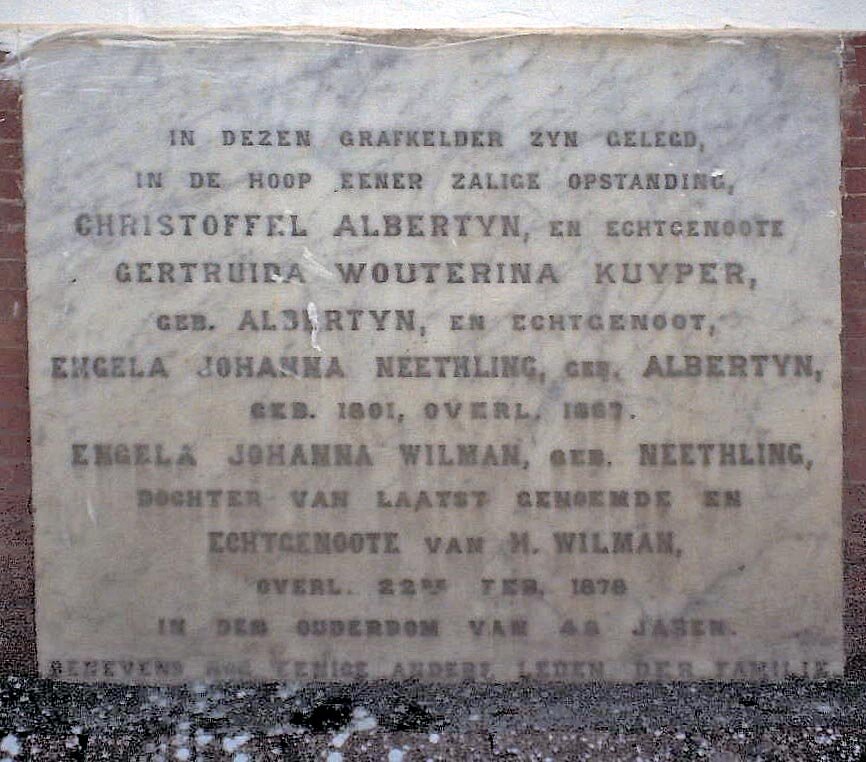 IN DEZEN GRAFKELDER ZYN GELEGD,
IN DE HOOP EENER ZALIGE OPSTANDING,
CHRISTOFFEL ALBERTYN, EN ECHTGENOOTE
GERTRUIDA WOUTERINA KUYPER,
GEB. ALBERTYN, EN ECHTGENOOT,
ENGELA JOHANNA NEETHLING, GEB. ALBERTYN,
GEB. 1801, OVERL. 1867.
ENGELA JOHANNA WILMAN, GEB. NEETHLING,
DOCHTER VAN LAATST GENOEMDE EN
ECHTGENOOTE VAN H. WILMAN,
OVERL. 22DE FEB. 1878
IN DEN OUDERDOM VAN 48 JAREN.
BENEVENS NOG EENIGE ANDERE LEDEN DER FAMILIE